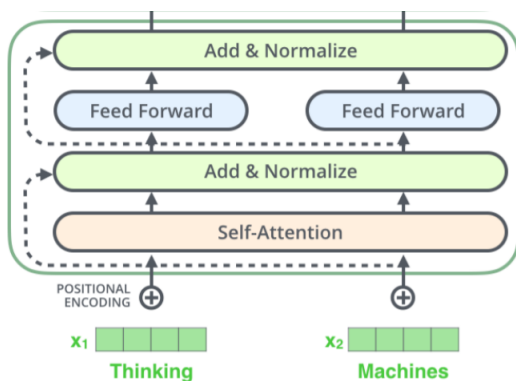 Add & Normalize
Feed Forward Feed Forward
Add & Normalize
Self-Attention
POSITIONAL
ENCODING
x₁ x₂
Thinking Machines